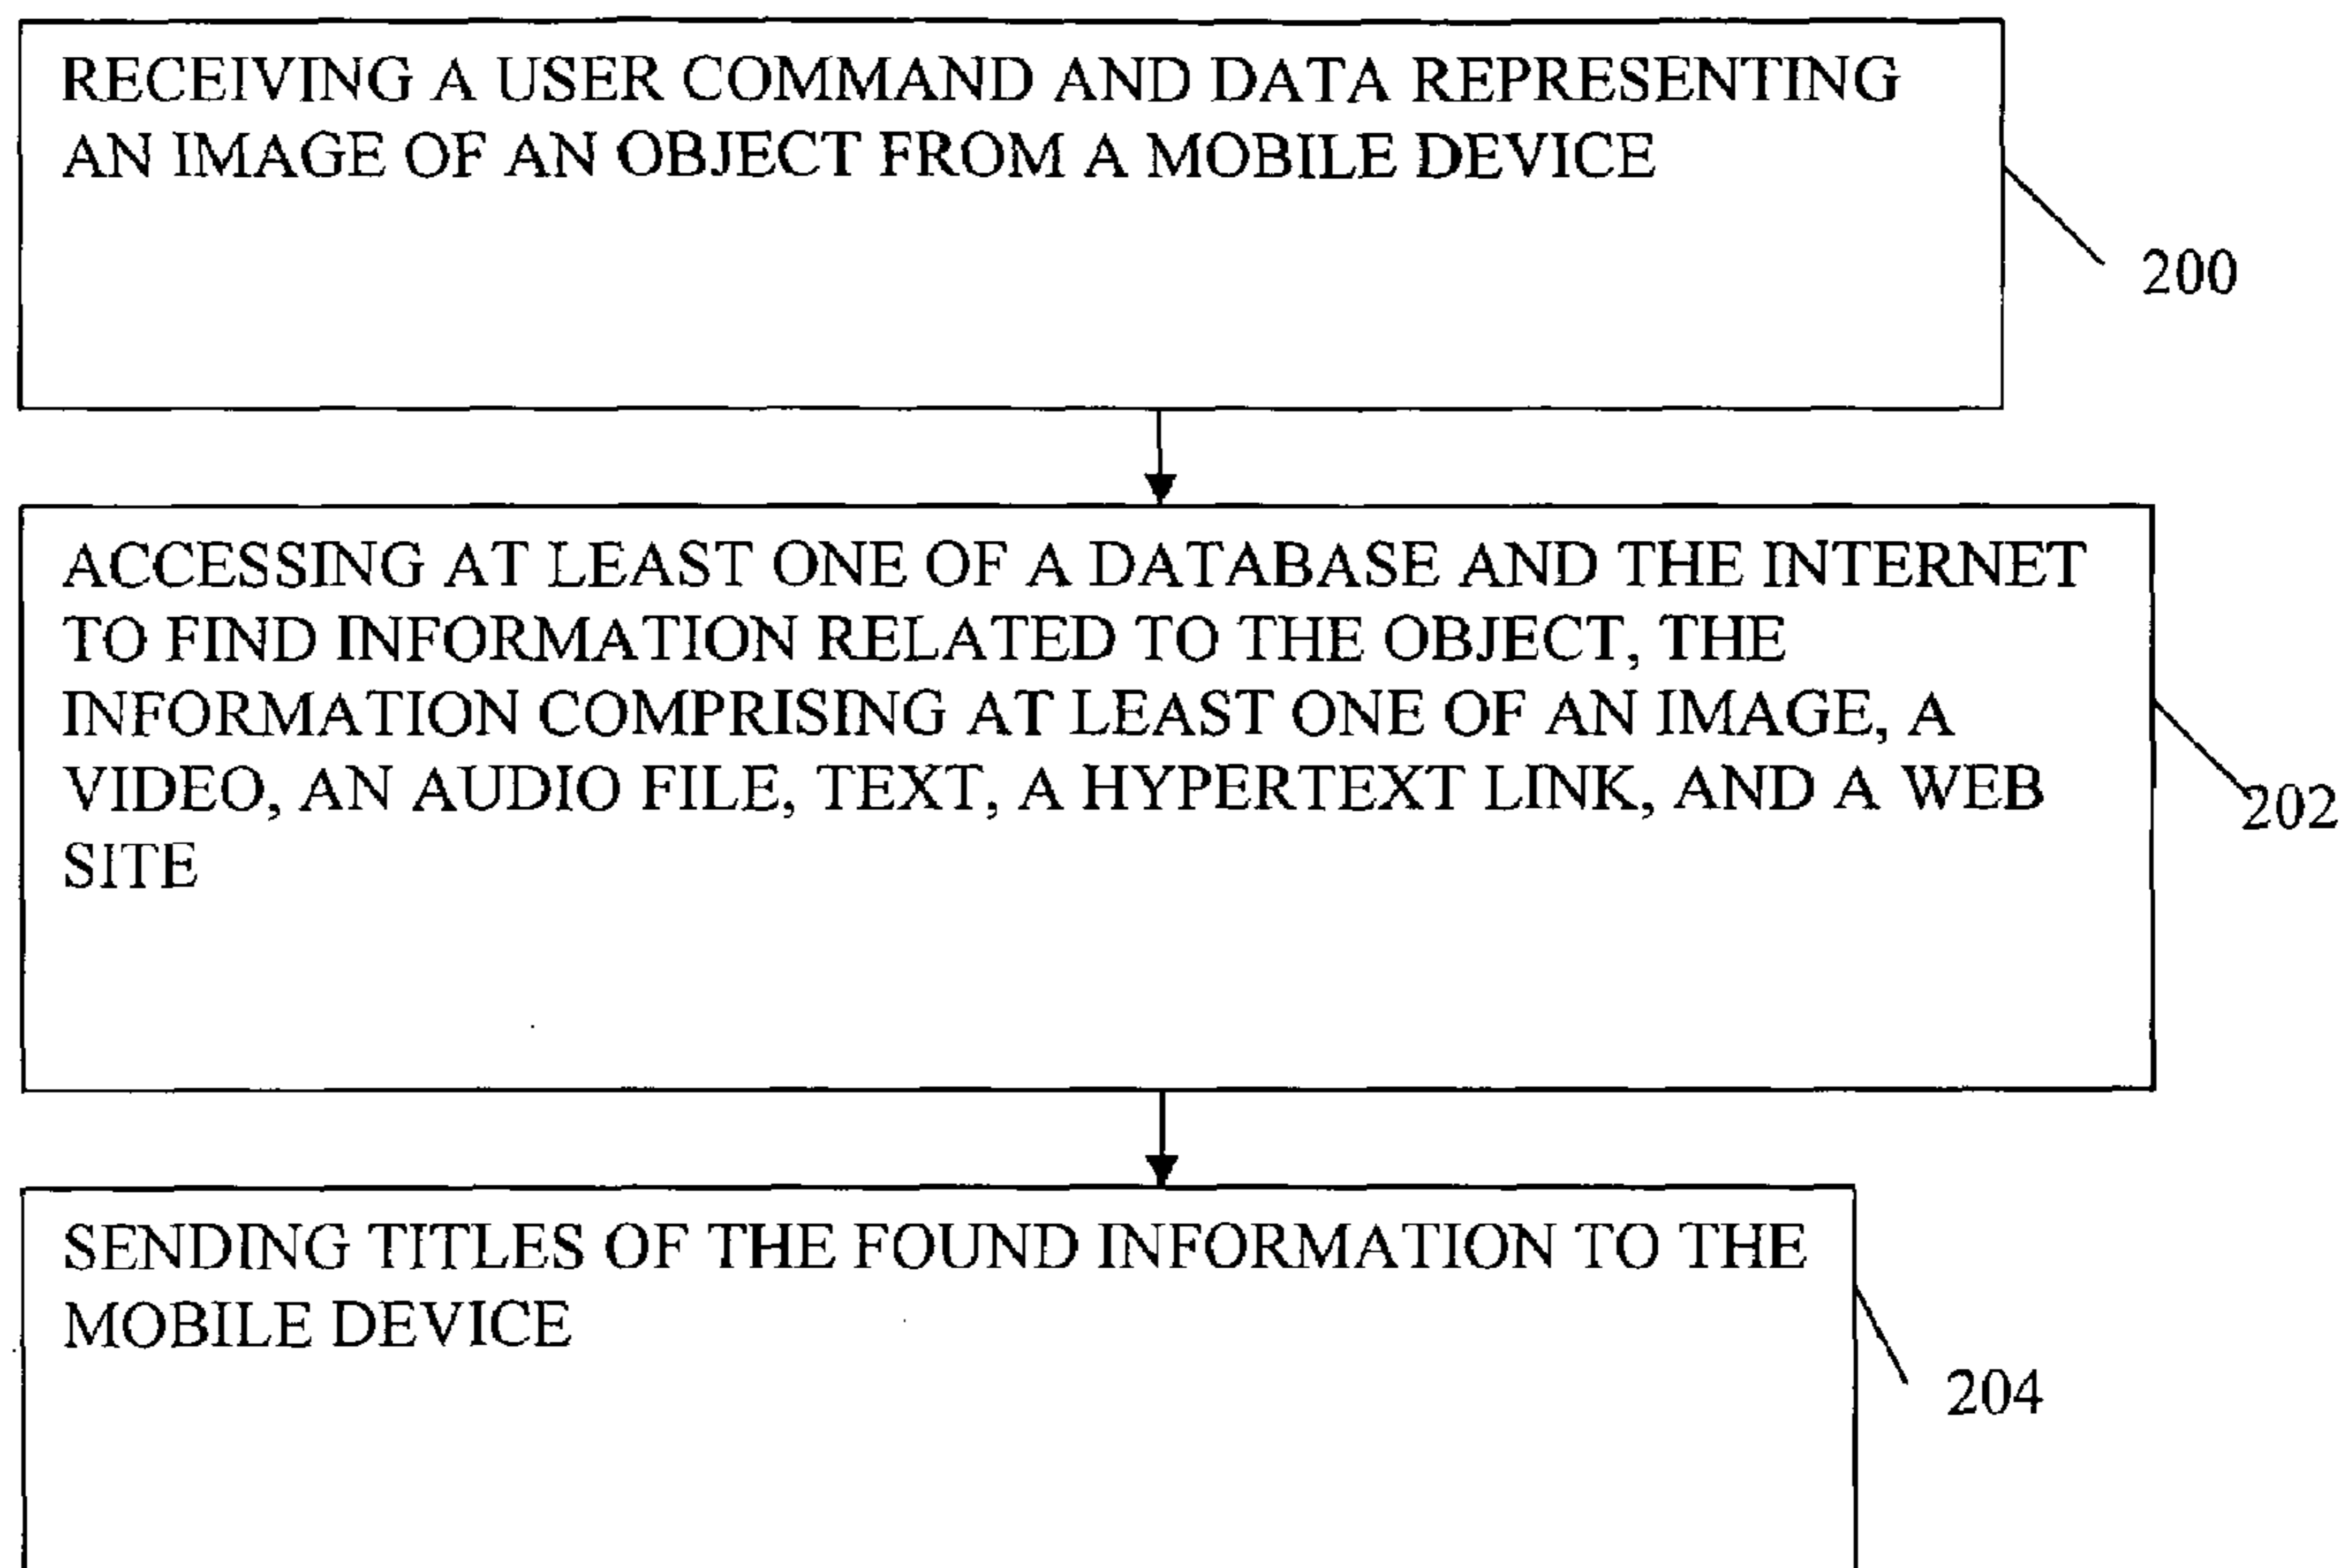 RECEIVING A USER COMMAND AND DATA REPRESENTING
AN IMAGE OF AN OBJECT FROM A MOBILE DEVICE
200
ACCESSING AT LEAST ONE OF A DATABASE AND THE INTERNET
TO FIND INFORMATION RELATED TO THE OBJECT, THE
INFORMATION COMPRISING AT LEAST ONE OF AN IMAGE, A
VIDEO, AN AUDIO FILE, TEXT, A HYPERTEXT LINK, AND A WEB
SITE
202
SENDING TITLES OF THE FOUND INFORMATION TO THE
MOBILE DEVICE
204